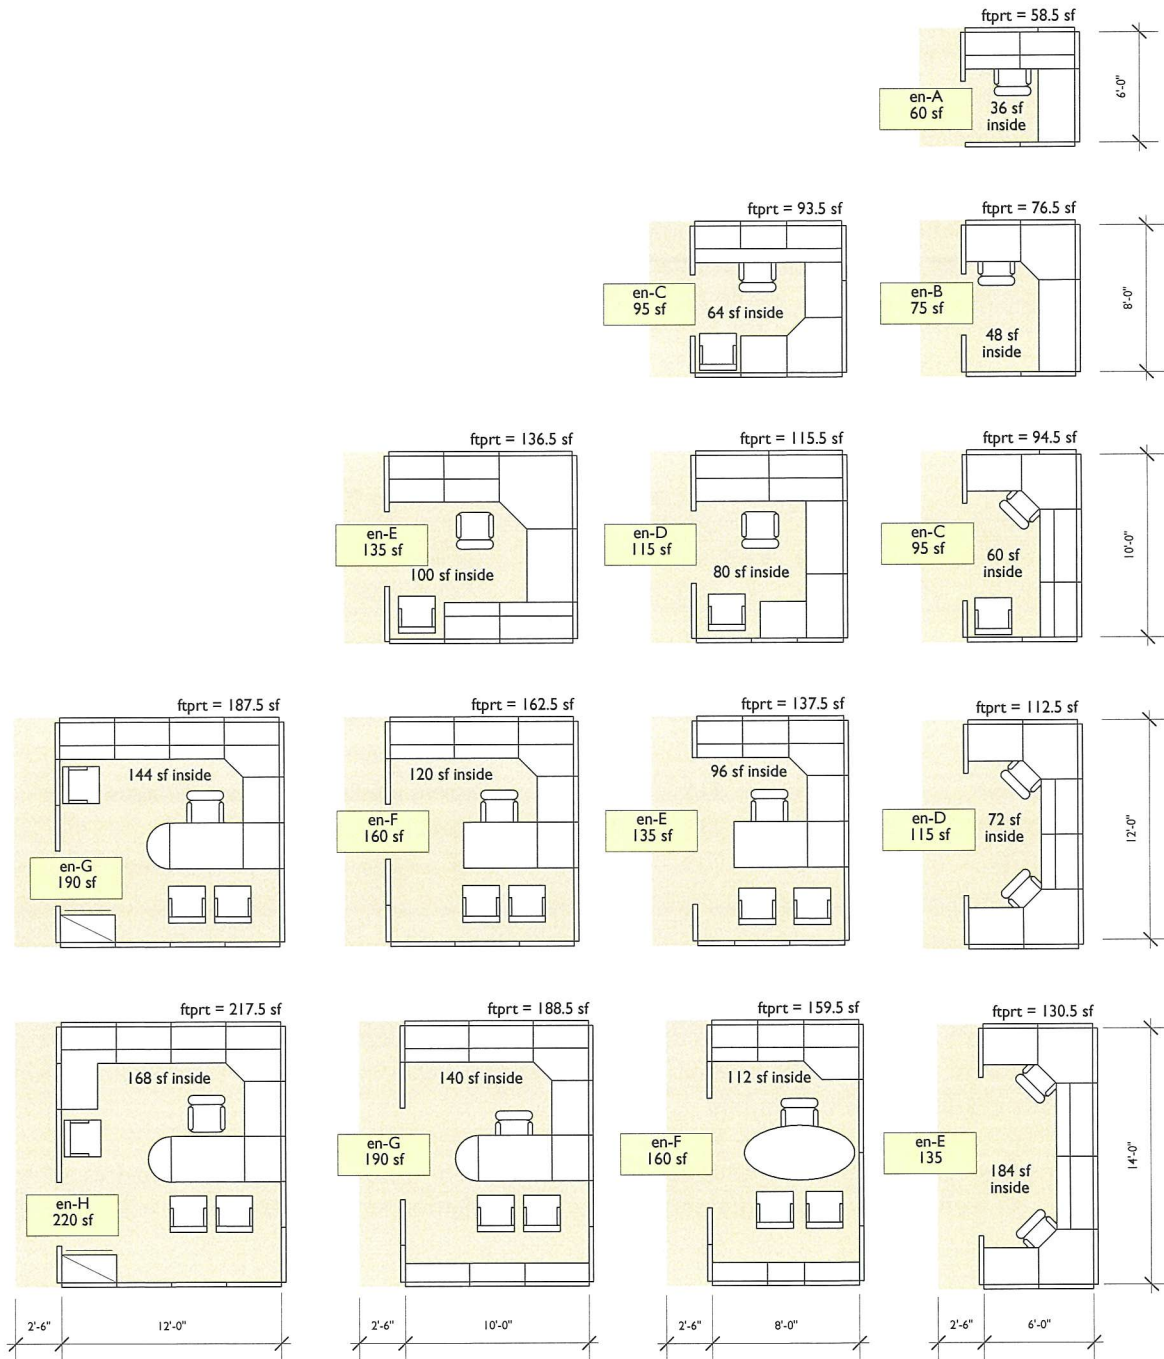 ftprt = 58.5 sf
en-A
60 sf
36 sf
inside
6'-0"
ftprt = 93.5 sf
en-C
95 sf
64 sf inside
ftprt = 76.5 sf
en-B
75 sf
48 sf
inside
8'-0"
ftprt = 136.5 sf
en-E
135 sf
100 sf inside
ftprt = 115.5 sf
en-D
115 sf
80 sf inside
ftprt = 94.5 sf
en-C
95 sf
60 sf
inside
10'-0"
ftprt = 187.5 sf
144 sf inside
en-G
190 sf
ftprt = 162.5 sf
120 sf inside
en-F
160 sf
ftprt = 137.5 sf
96 sf inside
en-E
135 sf
ftprt = 112.5 sf
en-D
115 sf
72 sf
inside
12'-0"
ftprt = 217.5 sf
168 sf inside
en-H
220 sf
ftprt = 188.5 sf
140 sf inside
en-G
190 sf
ftprt = 159.5 sf
112 sf inside
en-F
160 sf
ftprt = 130.5 sf
en-E
135
184 sf
inside
14'-0"
2'-6"
12'-0"
2'-6"
10'-0"
2'-6"
8'-0"
2'-6"
6'-0"